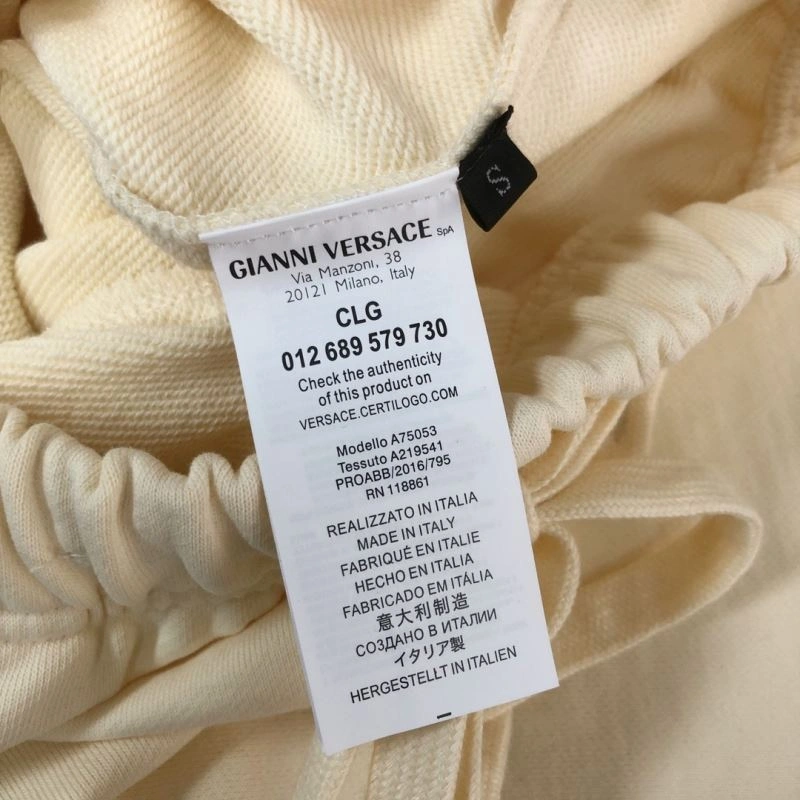 S
GIANNI VERSACE SpA
Via Manzoni, 38
20121 Milano, Italy
CLG
012 689 579 730
Check the authenticity
of this product on
VERSACE.CERTILOGO.COM
Modello A75053
Tessuto A219541
PROABB/2016/795
RN 118861
REALIZZATO IN ITALIA
MADE IN ITALY
FABRIQUÉ EN ITALIE
HECHO EN ITALIA
FABRICADO EM ITÁLIA
意大利制造
СОЗДАНО В ИТАЛИИ
イタリア製
HERGESTELLT IN ITALIEN